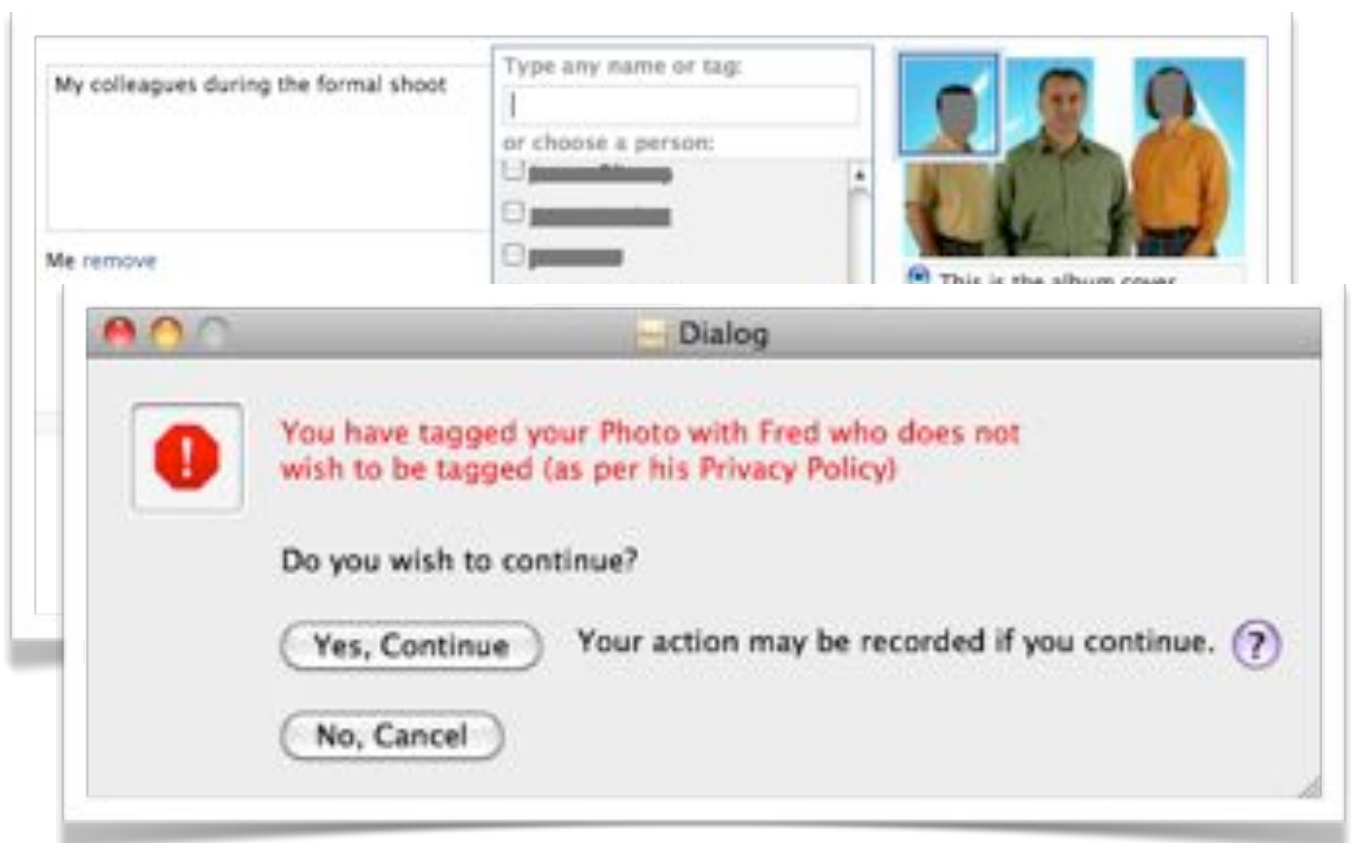 My colleagues during the formal shoot
Type any name or tag:
or choose a person:
Me remove
This is the album cover
Dialog
You have tagged your Photo with Fred who does not
wish to be tagged (as per his Privacy Policy)
Do you wish to continue?
Yes, Continue
Your action may be recorded if you continue. ?
No, Cancel